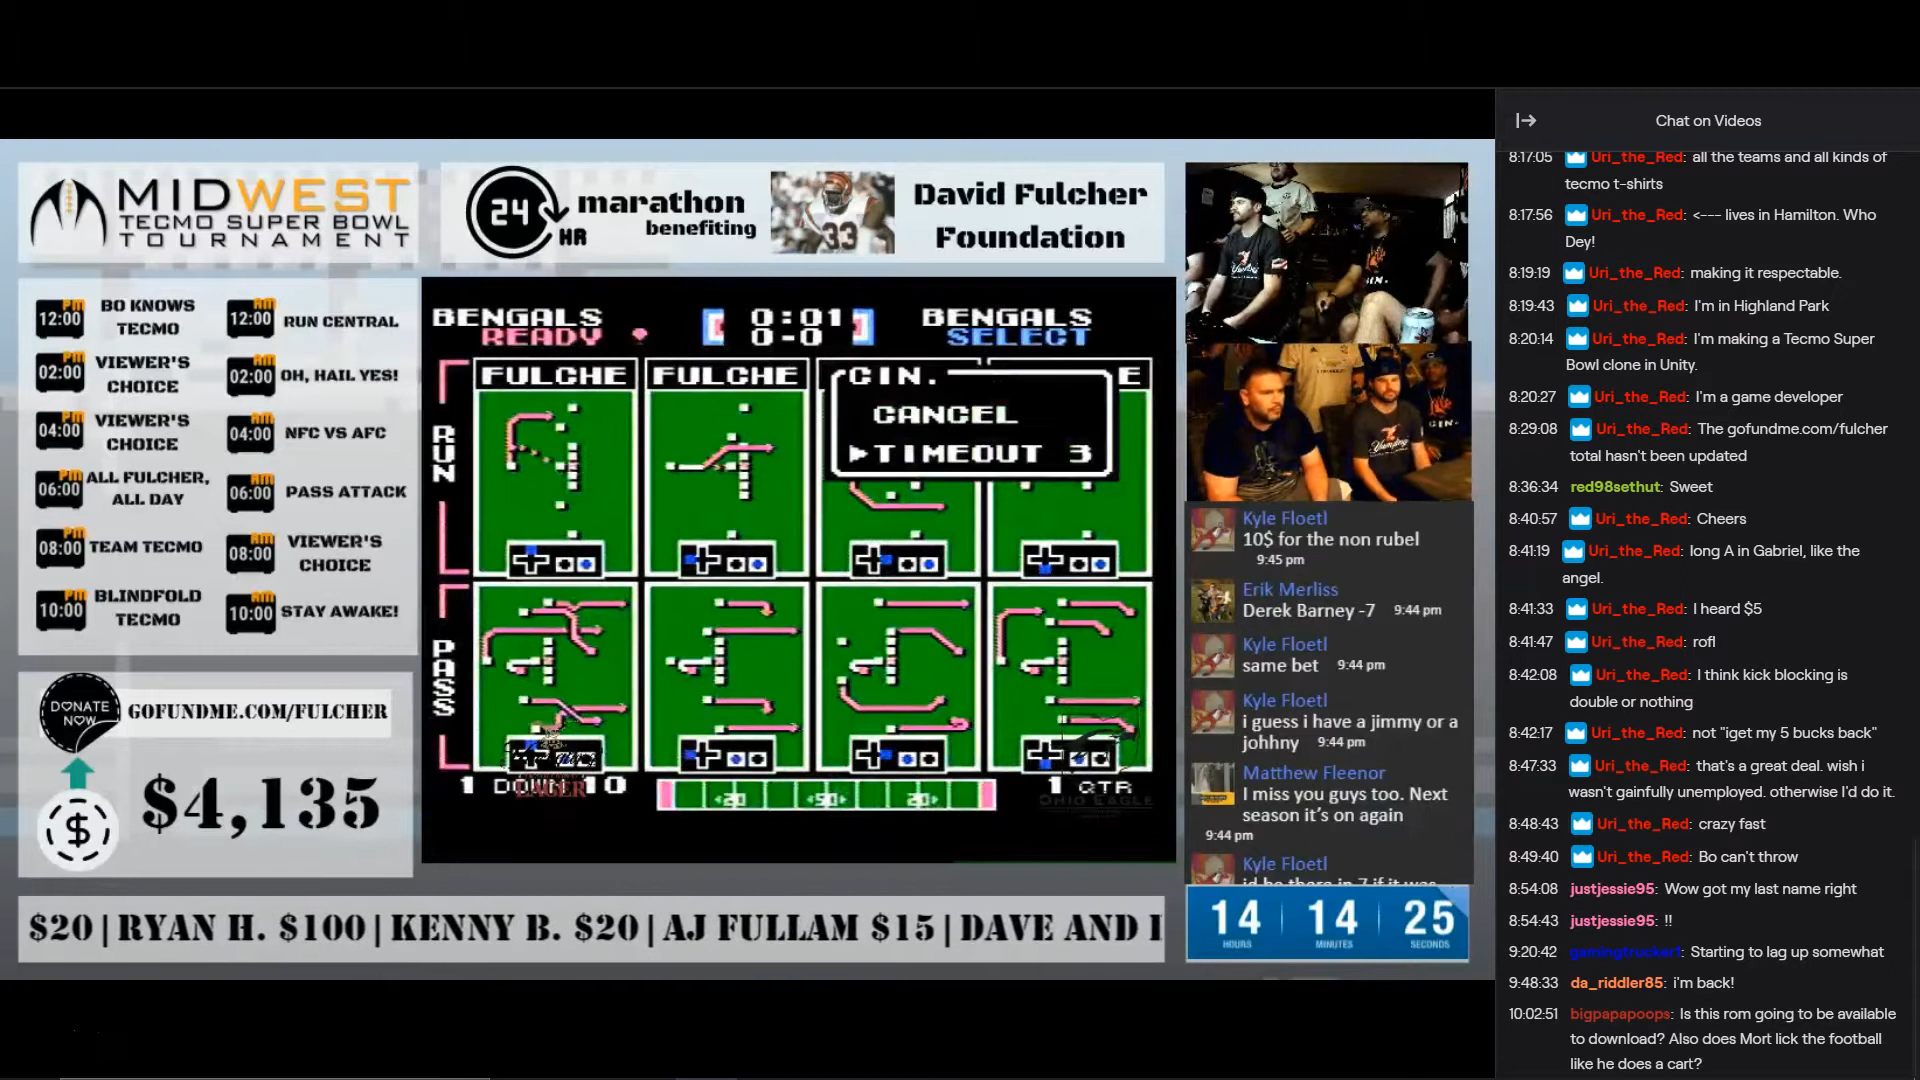 MIDWEST
TECMO SUPER BOWL
TOURNAMENT
24 HR
marathon
benefiting
33
David Fulcher
Foundation
PM 12:00 BO KNOWS TECMO
AM 12:00 RUN CENTRAL
PM 02:00 VIEWER'S CHOICE
AM 02:00 OH, HAIL YES!
PM 04:00 VIEWER'S CHOICE
AM 04:00 NFC VS AFC
PM 06:00 ALL FULCHER, ALL DAY
AM 06:00 PASS ATTACK
PM 08:00 TEAM TECMO
AM 08:00 VIEWER'S CHOICE
PM 10:00 BLINDFOLD TECMO
AM 10:00 STAY AWAKE!
DONATE NOW
GOFUNDME.COM/FULCHER
$
$4,135
BENGALS 0:01 BENGALS
READY 0-0 SELECT
FULCHE FULCHE E
CIN.
CANCEL
TIMEOUT 3
RUN
PASS
1 DOWN 10
LAGER
<20 <50> 20>
1 QTR
OHIO EAGLE
Kyle Floetl
10$ for the non rubel
9:45 pm
Erik Merliss
Derek Barney -7 9:44 pm
Kyle Floetl
same bet 9:44 pm
Kyle Floetl
i guess i have a jimmy or a
johhny 9:44 pm
Matthew Fleenor
I miss you guys too. Next
season it's on again
9:44 pm
Kyle Floetl
id be there in 7 if it was
$20 | RYAN H. $100 | KENNY B. $20 | AJ FULLAM $15 | DAVE AND
14 14 25
HOURS MINUTES SECONDS
Chat on Videos
8:17:05 Uri_the_Red: all the teams and all kinds of
tecmo t-shirts
8:17:56 Uri_the_Red: <--- lives in Hamilton. Who
Dey!
8:19:19 Uri_the_Red: making it respectable.
8:19:43 Uri_the_Red: I'm in Highland Park
8:20:14 Uri_the_Red: I'm making a Tecmo Super
Bowl clone in Unity.
8:20:27 Uri_the_Red: I'm a game developer
8:29:08 Uri_the_Red: The gofundme.com/fulcher
total hasn't been updated
8:36:34 red98sethut: Sweet
8:40:57 Uri_the_Red: Cheers
8:41:19 Uri_the_Red: long A in Gabriel, like the
angel.
8:41:33 Uri_the_Red: I heard $5
8:41:47 Uri_the_Red: rofl
8:42:08 Uri_the_Red: I think kick blocking is
double or nothing
8:42:17 Uri_the_Red: not "iget my 5 bucks back"
8:47:33 Uri_the_Red: that's a great deal. wish i
wasn't gainfully unemployed. otherwise I'd do it.
8:48:43 Uri_the_Red: crazy fast
8:49:40 Uri_the_Red: Bo can't throw
8:54:08 justjessie95: Wow got my last name right
8:54:43 justjessie95: !!
9:20:42 gamingtrucker1: Starting to lag up somewhat
9:48:33 da_riddler85: i'm back!
10:02:51 bigpapapoops: Is this rom going to be available
to download? Also does Mort lick the football
like he does a cart?